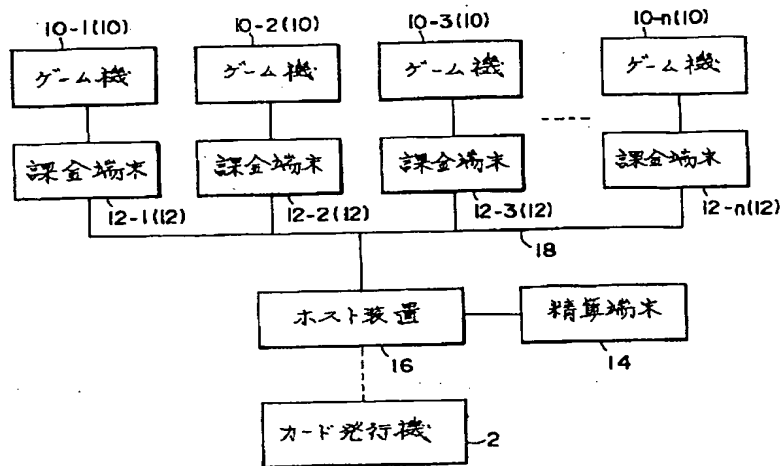 10-1(10) 10-2(10) 10-3(10) 10-n(10)
ゲーム機 ゲーム機 ゲーム機 ゲーム機
課金端末 課金端末 課金端末 課金端末
12-1(12) 12-2(12) 12-3(12) 12-n(12)
18
ホスト装置 精算端末
16 14
カード発行機 2